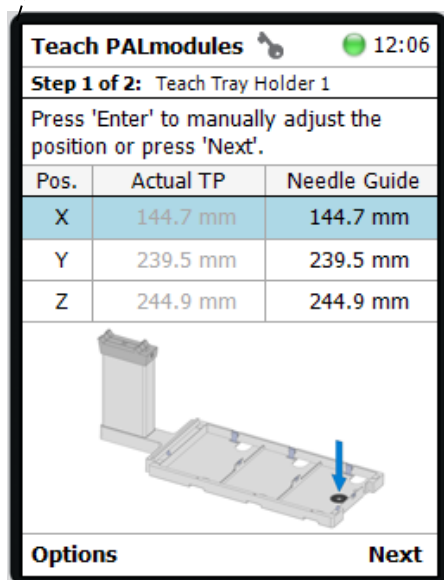 Teach PALmodules 12:06
Step 1 of 2: Teach Tray Holder 1
Press 'Enter' to manually adjust the
position or press 'Next'.
Pos. Actual TP Needle Guide
X 144.7 mm 144.7 mm
Y 239.5 mm 239.5 mm
Z 244.9 mm 244.9 mm
Options Next